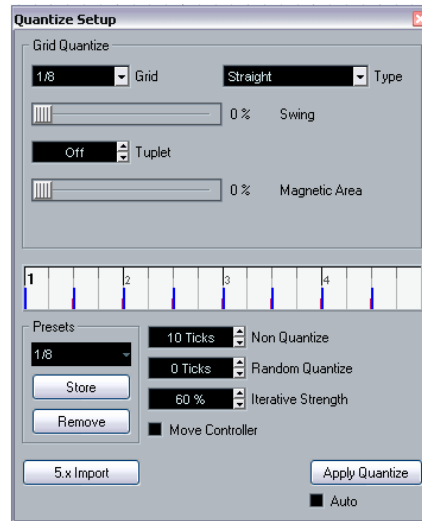 Quantize Setup
Grid Quantize
1/8 Grid Straight Type
0 % Swing
Off Tuplet
0 % Magnetic Area
1 2 3 4
Presets
1/8
Store
Remove
10 Ticks Non Quantize
0 Ticks Random Quantize
60 % Iterative Strength
Move Controller
5.x Import
Apply Quantize
Auto